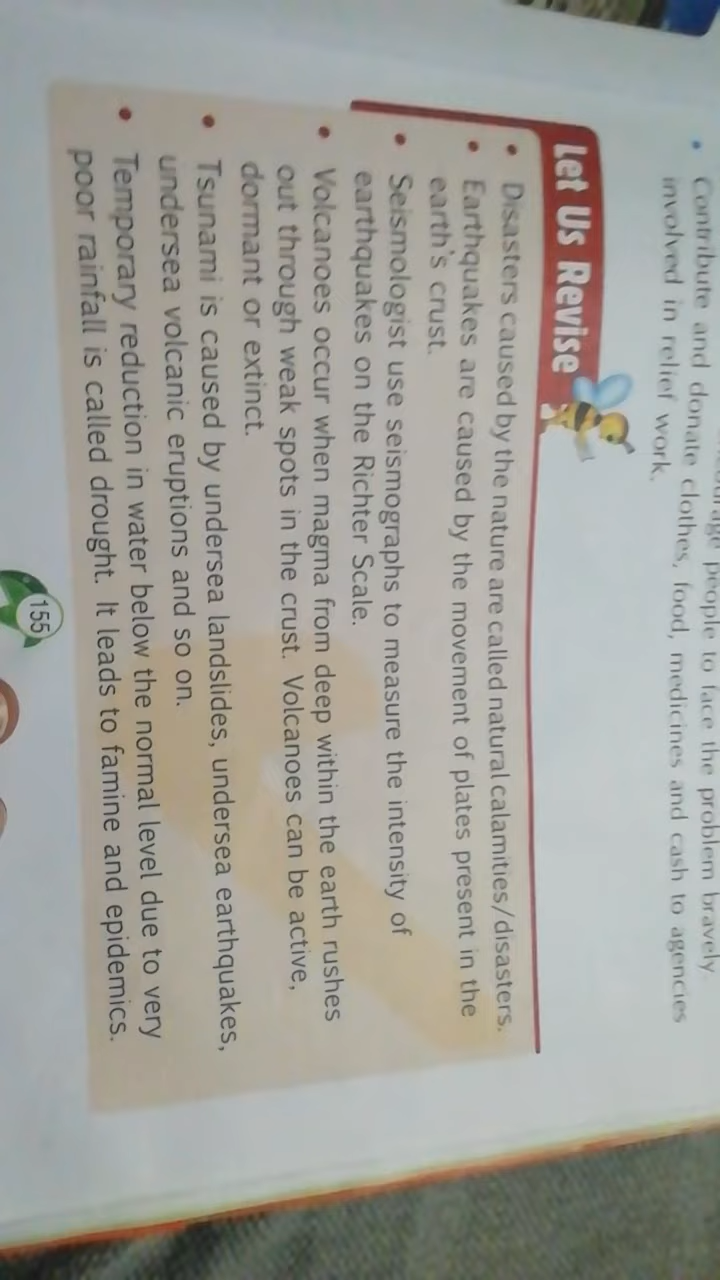 people to face the problem bravely.
• Contribute and donate clothes, food, medicines and cash to agencies
involved in relief work.
Let Us Revise
• Disasters caused by the nature are called natural calamities/disasters.
• Earthquakes are caused by the movement of plates present in the
earth's crust.
• Seismologist use seismographs to measure the intensity of
earthquakes on the Richter Scale.
• Volcanoes occur when magma from deep within the earth rushes
out through weak spots in the crust. Volcanoes can be active,
dormant or extinct.
• Tsunami is caused by undersea landslides, undersea earthquakes,
undersea volcanic eruptions and so on.
• Temporary reduction in water below the normal level due to very
poor rainfall is called drought. It leads to famine and epidemics.
155